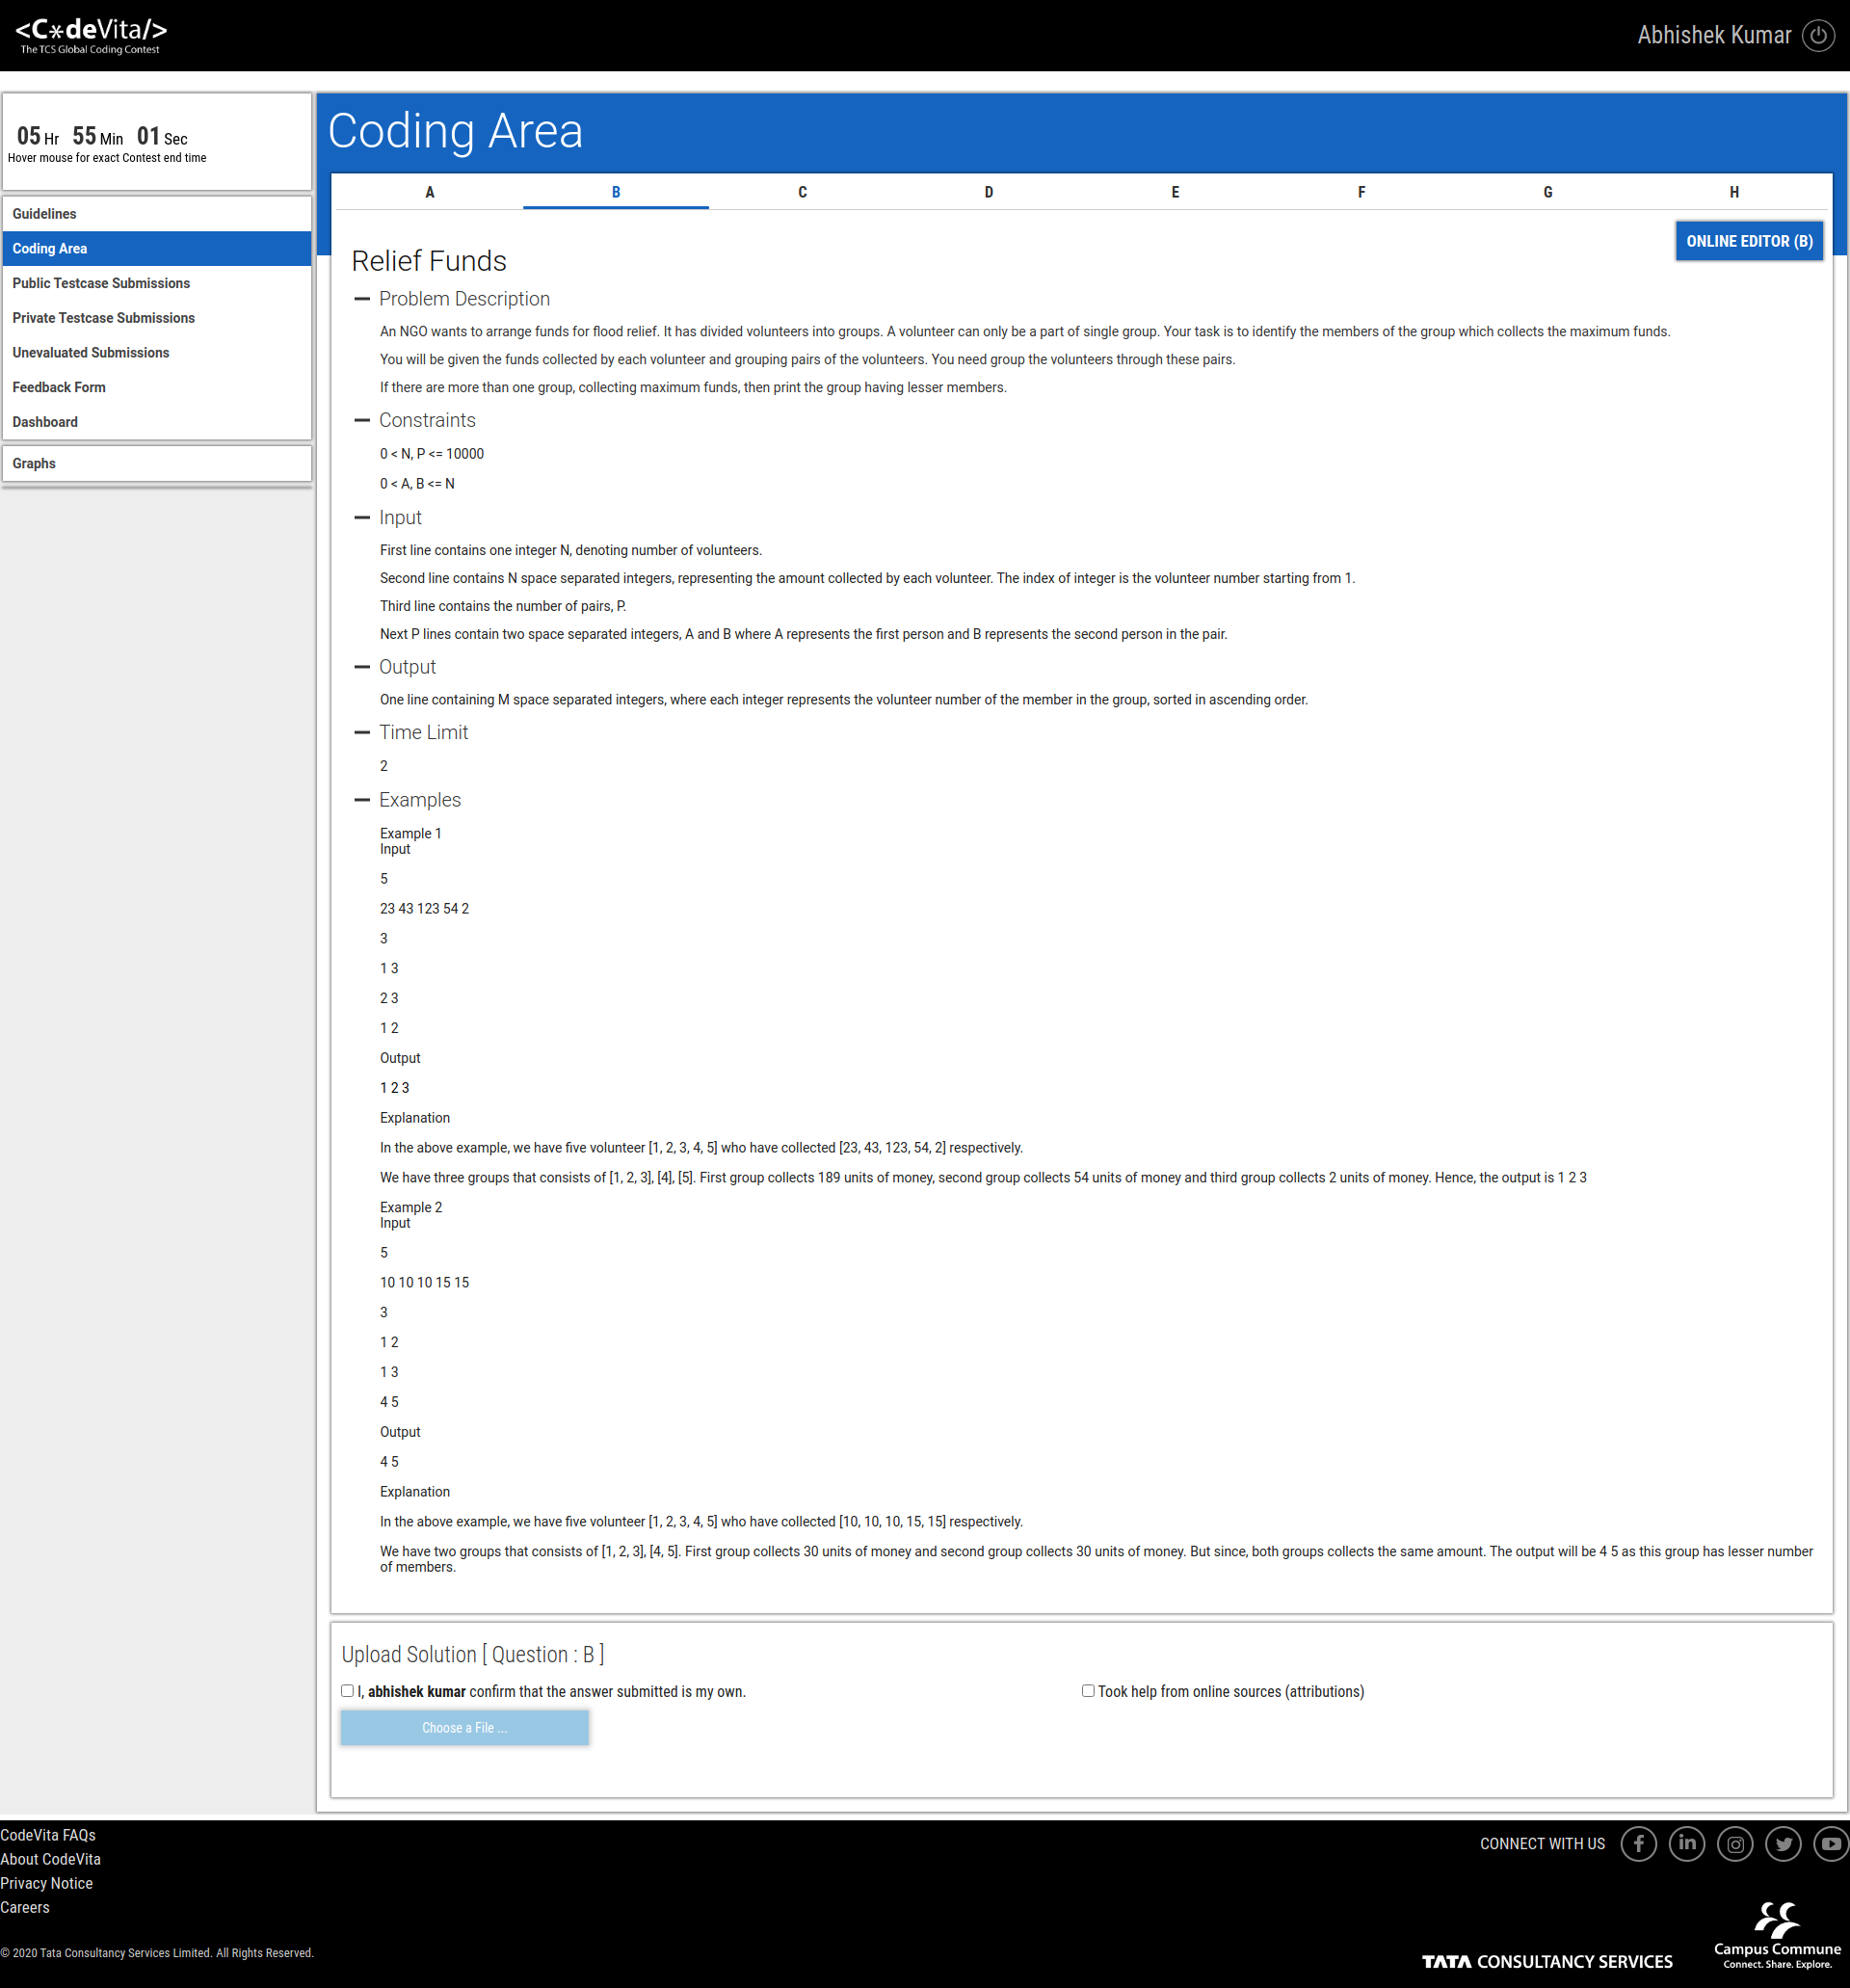 <C*deVita/>
The TCS Global Coding Contest
Abhishek Kumar
05 Hr 55 Min 01 Sec
Hover mouse for exact Contest end time
Guidelines
Coding Area
Public Testcase Submissions
Private Testcase Submissions
Unevaluated Submissions
Feedback Form
Dashboard
Graphs
Coding Area
A B C D E F G H
ONLINE EDITOR (B)
Relief Funds
Problem Description
An NGO wants to arrange funds for flood relief. It has divided volunteers into groups. A volunteer can only be a part of single group. Your task is to identify the members of the group which collects the maximum funds.
You will be given the funds collected by each volunteer and grouping pairs of the volunteers. You need group the volunteers through these pairs.
If there are more than one group, collecting maximum funds, then print the group having lesser members.
Constraints
0 < N, P <= 10000
0 < A, B <= N
Input
First line contains one integer N, denoting number of volunteers.
Second line contains N space separated integers, representing the amount collected by each volunteer. The index of integer is the volunteer number starting from 1.
Third line contains the number of pairs, P.
Next P lines contain two space separated integers, A and B where A represents the first person and B represents the second person in the pair.
Output
One line containing M space separated integers, where each integer represents the volunteer number of the member in the group, sorted in ascending order.
Time Limit
2
Examples
Example 1
Input
5
23 43 123 54 2
3
1 3
2 3
1 2
Output
1 2 3
Explanation
In the above example, we have five volunteer [1, 2, 3, 4, 5] who have collected [23, 43, 123, 54, 2] respectively.
We have three groups that consists of [1, 2, 3], [4], [5]. First group collects 189 units of money, second group collects 54 units of money and third group collects 2 units of money. Hence, the output is 1 2 3
Example 2
Input
5
10 10 10 15 15
3
1 2
1 3
4 5
Output
4 5
Explanation
In the above example, we have five volunteer [1, 2, 3, 4, 5] who have collected [10, 10, 10, 15, 15] respectively.
We have two groups that consists of [1, 2, 3], [4, 5]. First group collects 30 units of money and second group collects 30 units of money. But since, both groups collects the same amount. The output will be 4 5 as this group has lesser number
of members.
Upload Solution [ Question : B ]
I, abhishek kumar confirm that the answer submitted is my own.
Took help from online sources (attributions)
Choose a File ...
CodeVita FAQs
About CodeVita
Privacy Notice
Careers
© 2020 Tata Consultancy Services Limited. All Rights Reserved.
CONNECT WITH US
TATA CONSULTANCY SERVICES
Campus Commune
Connect. Share. Explore.